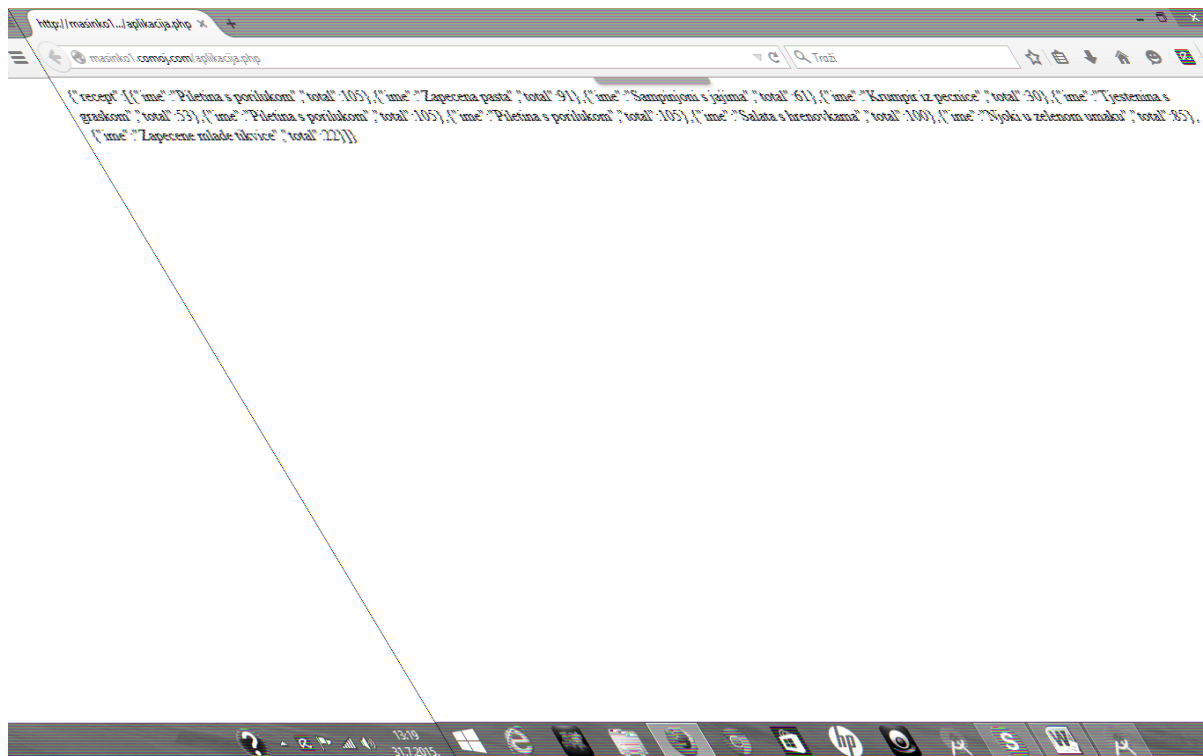 http://masinko1.../aplikacija.php
masinko1.comoj.com/aplikacija.php
Traži
{"recept":[{"ime":"Piletina s porilukom","total":105},{"ime":"Zapecena pasta","total":91},{"ime":"Sampinjoni s jajima","total":61},{"ime":"Krumpir iz pecnice","total":30},{"ime":"Tjestenina s
graskom","total":53},{"ime":"Piletina s porilukom","total":105},{"ime":"Piletina s porilukom","total":105},{"ime":"Salata s hrenovkama","total":100},{"ime":"Njoki u zelenom umaku","total":85},
{"ime":"Zapecene mlade tikvice","total":22}]}
13:19
31.7.2015.